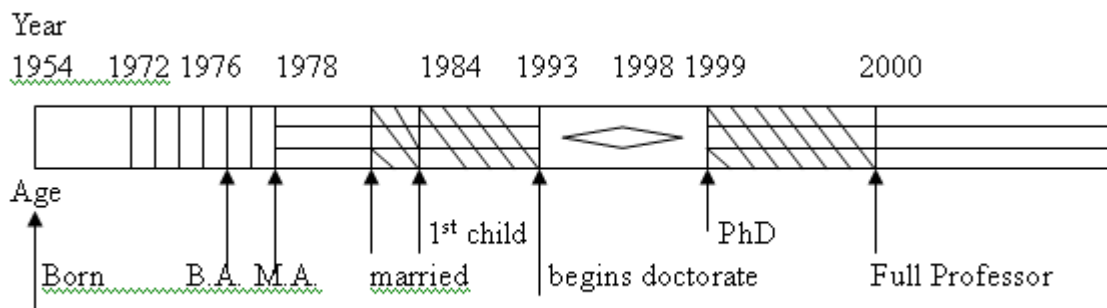 Year
1954 1972 1976 1978 1984 1993 1998 1999 2000
Age
1st child PhD
Born B.A. M.A. married begins doctorate Full Professor